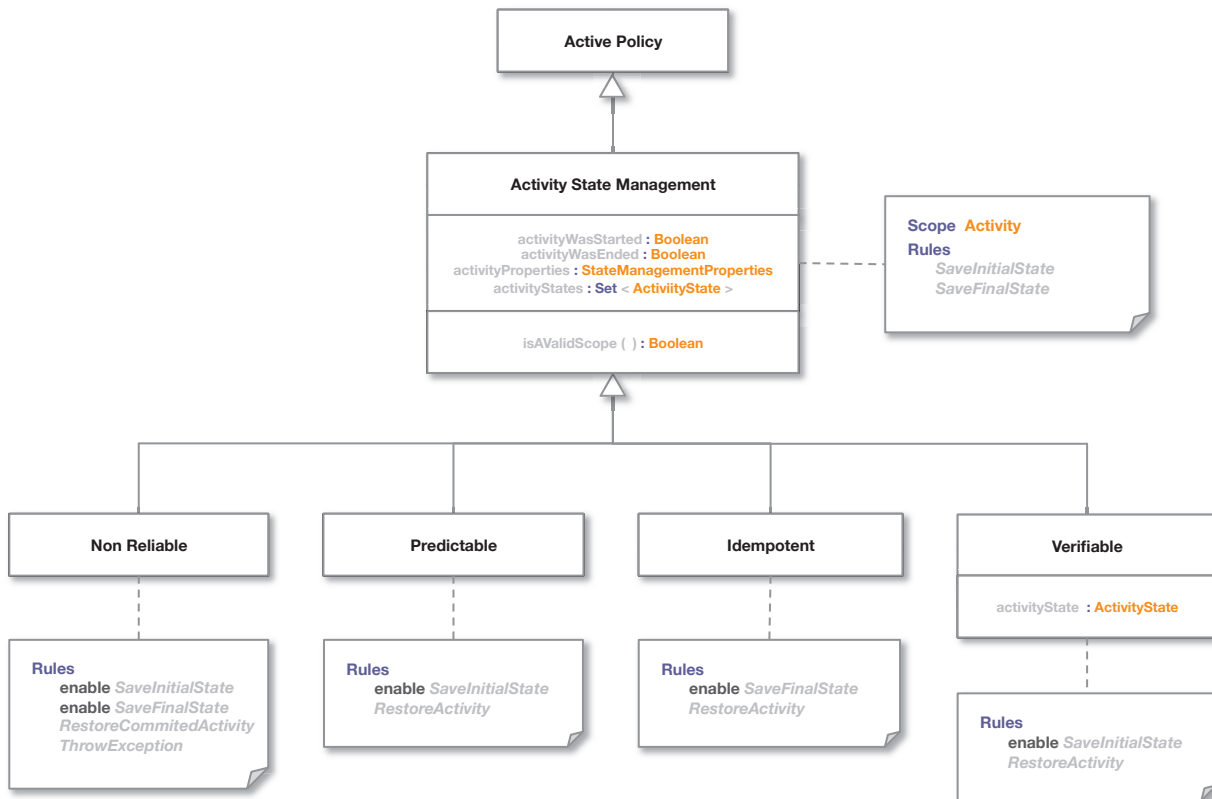 Active Policy
Activity State Management
activityWasStarted : Boolean
activityWasEnded : Boolean
activityProperties : StateManagementProperties
activityStates : Set < ActiviityState >
isAValidScope ( ) : Boolean
Scope Activity
Rules
SaveInitialState
SaveFinalState
Non Reliable
Predictable
Idempotent
Verifiable
activityState : ActivityState
Rules
enable SaveInitialState
enable SaveFinalState
RestoreCommitedActivity
ThrowException
Rules
enable SaveInitialState
RestoreActivity
Rules
enable SaveFinalState
RestoreActivity
Rules
enable SaveInitialState
RestoreActivity